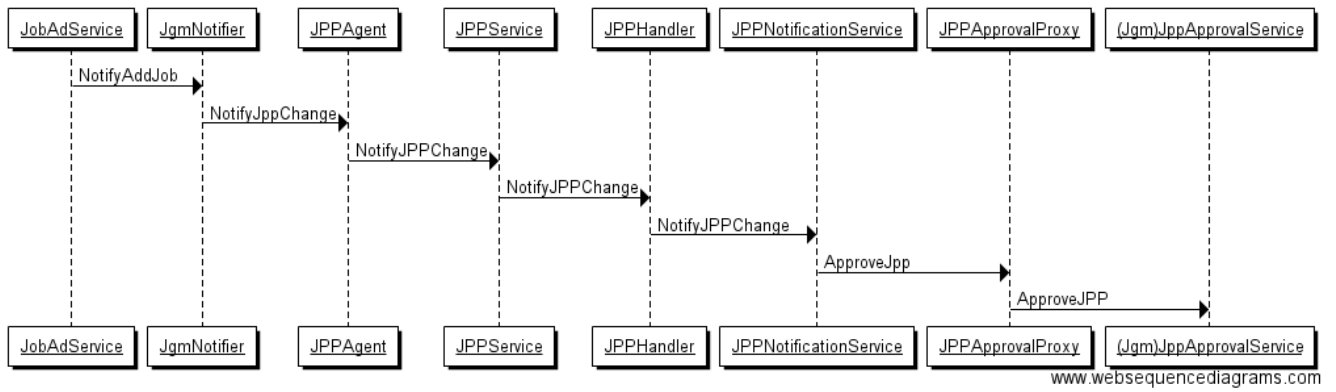 JobAdService JgmNotifier JPPAgent JPPService JPPHandler JPPNotificationService JPPApprovalProxy (Jgm)JppApprovalService
NotifyAddJob
NotifyJppChange
NotifyJPPChange
NotifyJPPChange
NotifyJPPChange
ApproveJpp
ApproveJPP
JobAdService JgmNotifier JPPAgent JPPService JPPHandler JPPNotificationService JPPApprovalProxy (Jgm)JppApprovalService
www.websequencediagrams.com